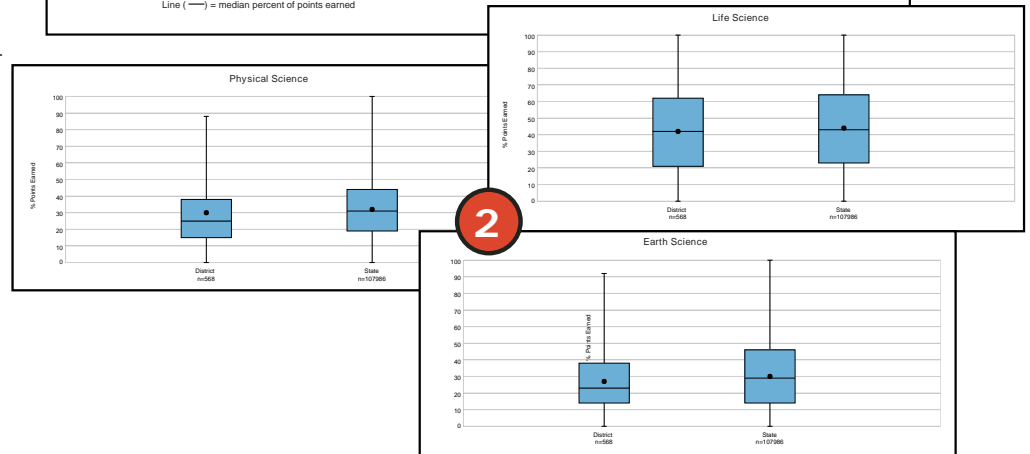 Line ( — ) = median percent of points earned
Life Science
100
90
80
70
60
50
40
30
20
10
0
% Points Earned
District
n=568
State
n=107986
Physical Science
100
90
80
70
60
50
40
30
20
10
0
% Points Earned
District
n=568
State
n=107986
2
Earth Science
100
90
80
70
60
50
40
30
20
10
0
% Points Earned
District
n=568
State
n=107986